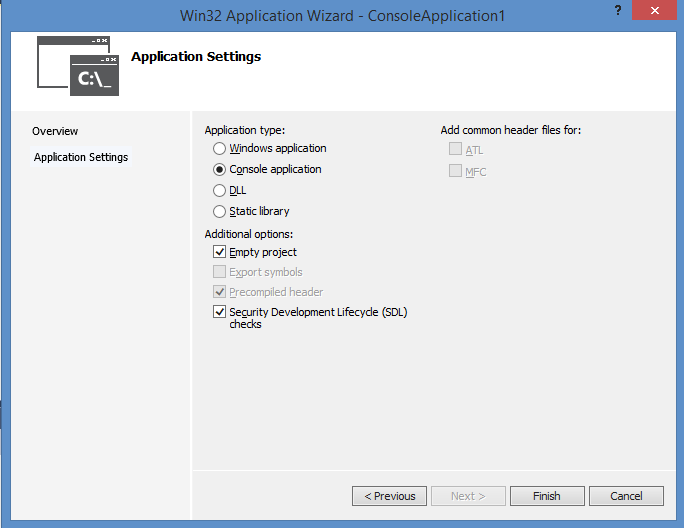 Win32 Application Wizard - ConsoleApplication1
?
C:\_
Application Settings
Overview
Application Settings
Application type:
Windows application
Console application
DLL
Static library
Add common header files for:
ATL
MFC
Additional options:
Empty project
Export symbols
Precompiled header
Security Development Lifecycle (SDL)
checks
< Previous
Next >
Finish
Cancel